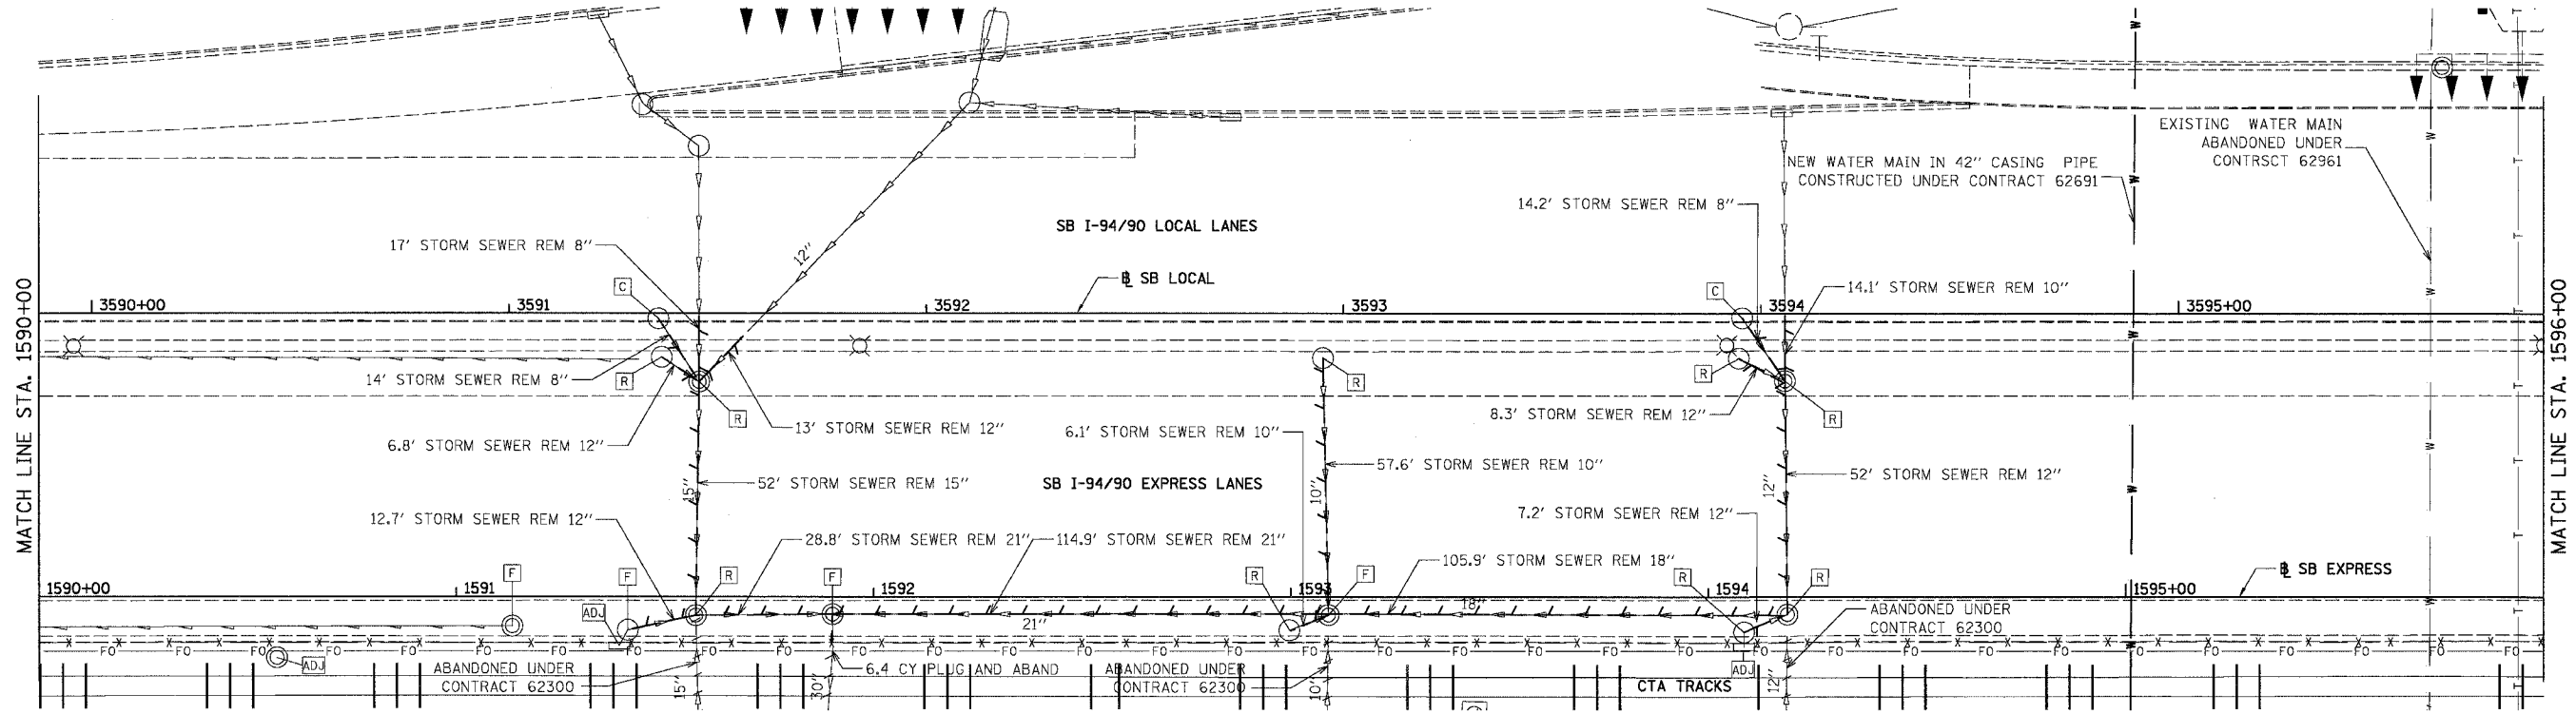 EXISTING WATER MAIN
ABANDONED UNDER
CONTRSCT 62961
NEW WATER MAIN IN 42" CASING PIPE
CONSTRUCTED UNDER CONTRACT 62691
W
W
W
T
T
14.2' STORM SEWER REM 8"
SB I-94/90 LOCAL LANES
17' STORM SEWER REM 8"
12"
SB LOCAL
C
C
14.1' STORM SEWER REM 10"
MATCH LINE STA. 1590+00
3590+00
3591
3592
3593
3594
3595+00
MATCH LINE STA. 1596+00
14' STORM SEWER REM 8"
R
R
R
R
R
13' STORM SEWER REM 12"
6.8' STORM SEWER REM 12"
6.1' STORM SEWER REM 10"
8.3' STORM SEWER REM 12"
57.6' STORM SEWER REM 10"
52' STORM SEWER REM 15"
15"
SB I-94/90 EXPRESS LANES
10"
52' STORM SEWER REM 12"
12"
12.7' STORM SEWER REM 12"
7.2' STORM SEWER REM 12"
28.8' STORM SEWER REM 21"
114.9' STORM SEWER REM 21"
105.9' STORM SEWER REM 18"
SB EXPRESS
F
F
R
F
R
F
R
R
1590+00
1591
1592
1593
1594
1595+00
ADJ
21"
18"
ABANDONED UNDER
CONTRACT 62300
FO
FO
FO
FO
FO
FO
FO
FO
ADJ
ADJ
ABANDONED UNDER
CONTRACT 62300
6.4 CY PLUG AND ABAND
ABANDONED UNDER
CONTRACT 62300
15"
30"
10"
12"
CTA TRACKS